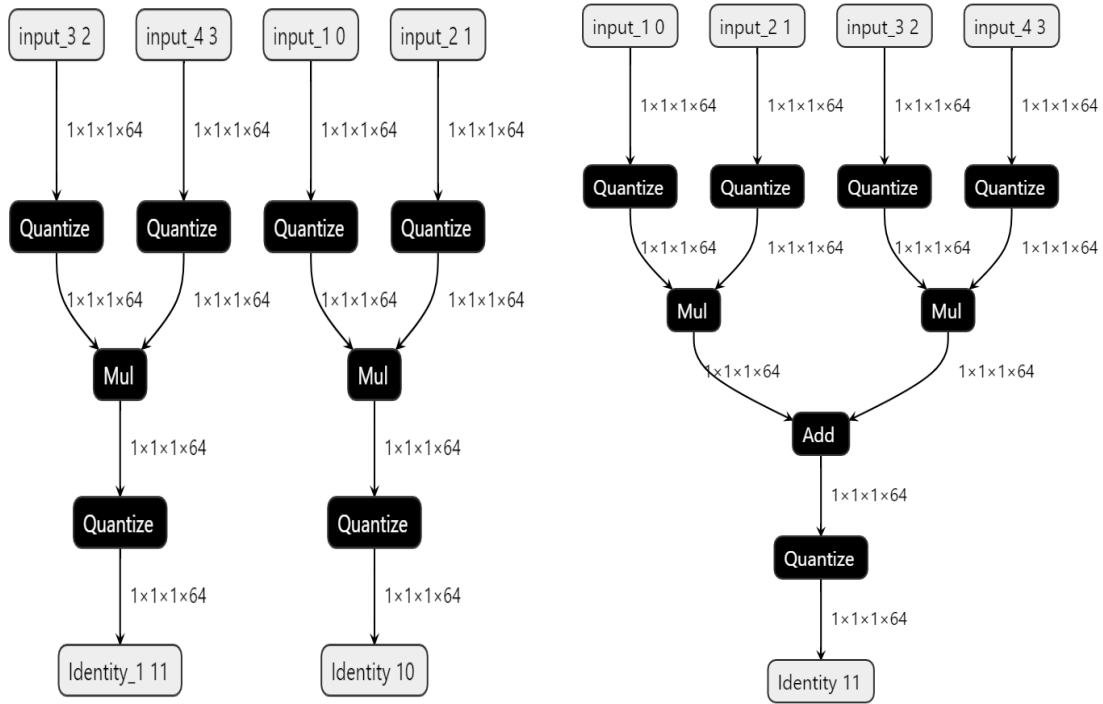 input_3 2 input_4 3 input_1 0 input_2 1
1×1×1×64 1×1×1×64 1×1×1×64 1×1×1×64
Quantize Quantize Quantize Quantize
1×1×1×64 1×1×1×64 1×1×1×64 1×1×1×64
Mul Mul
1×1×1×64 1×1×1×64
Quantize Quantize
1×1×1×64 1×1×1×64
Identity_1 11 Identity 10
input_1 0 input_2 1 input_3 2 input_4 3
1×1×1×64 1×1×1×64 1×1×1×64 1×1×1×64
Quantize Quantize Quantize Quantize
1×1×1×64 1×1×1×64 1×1×1×64 1×1×1×64
Mul Mul
1×1×1×64 1×1×1×64
Add
1×1×1×64
Quantize
1×1×1×64
Identity 11